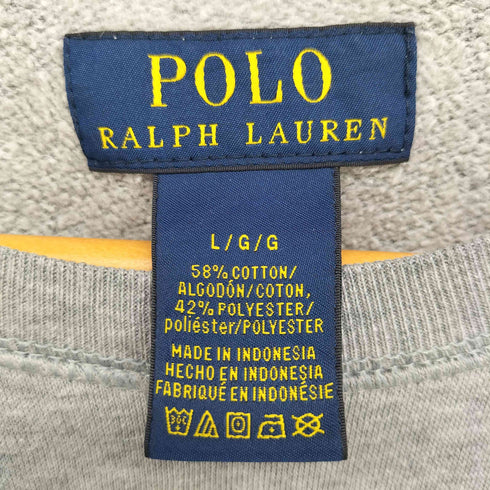 POLO
RALPH LAUREN
L/G/G
58% COTTON/
ALGODÓN/COTON,
42% POLYESTER/
poliéster/POLYESTER
MADE IN INDONESIA
HECHO EN INDONESIA
FABRIQUÉ EN INDONÉSIE